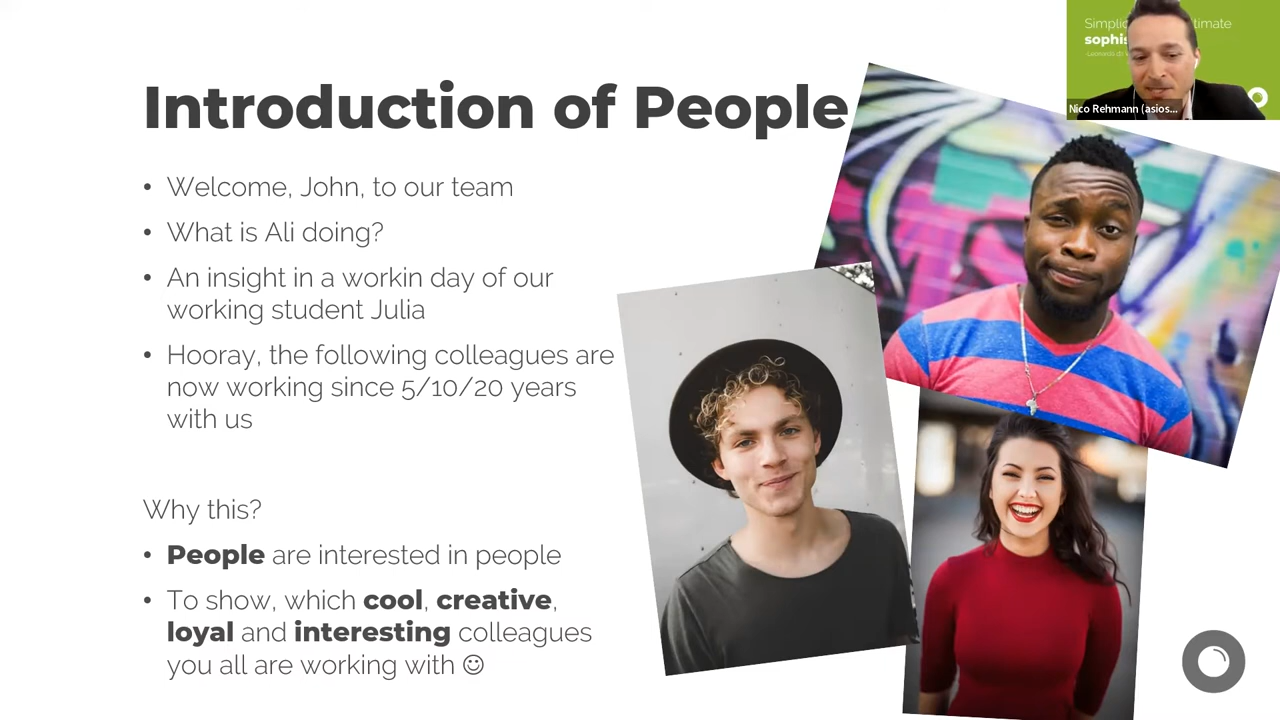 Introduction of People
• Welcome, John, to our team
• What is Ali doing?
• An insight in a workin day of our
working student Julia
• Hooray, the following colleagues are
now working since 5/10/20 years
with us
Why this?
• People are interested in people
• To show, which cool, creative,
loyal and interesting colleagues
you all are working with ☺
Nico Rehmann (asios...